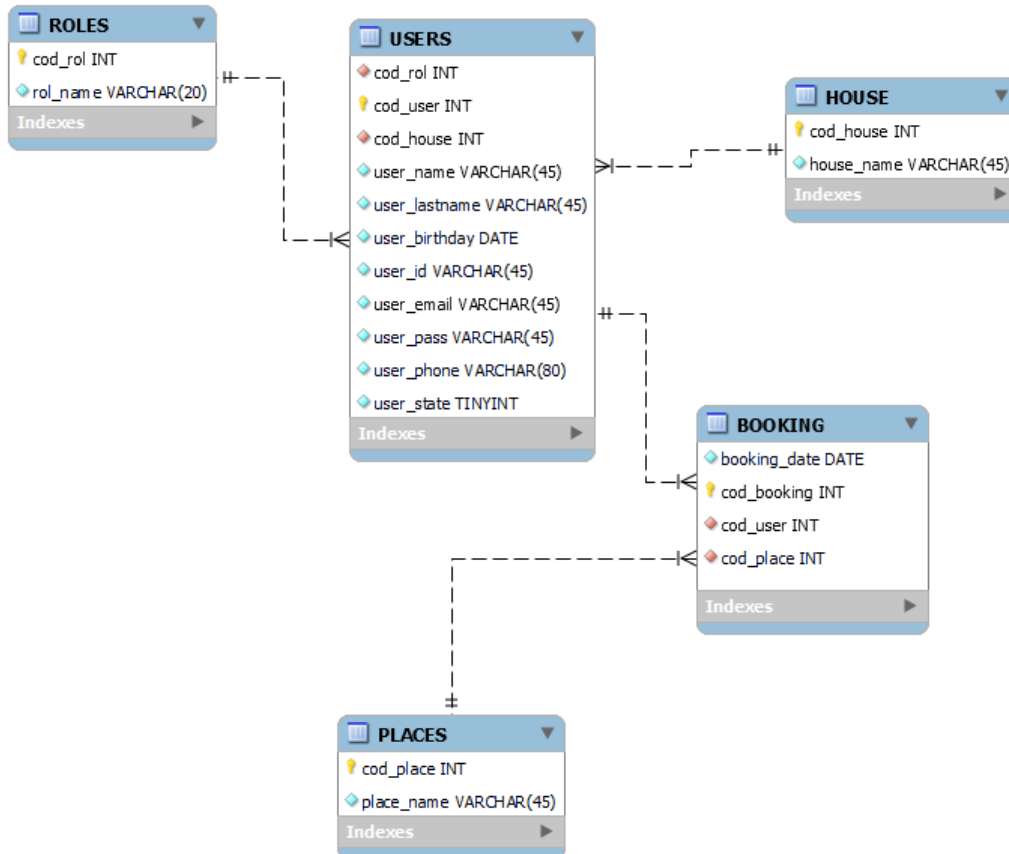 ROLES
cod_rol INT
rol_name VARCHAR(20)
Indexes
USERS
cod_rol INT
cod_user INT
cod_house INT
user_name VARCHAR(45)
user_lastname VARCHAR(45)
user_birthday DATE
user_id VARCHAR(45)
user_email VARCHAR(45)
user_pass VARCHAR(45)
user_phone VARCHAR(80)
user_state TINYINT
Indexes
HOUSE
cod_house INT
house_name VARCHAR(45)
Indexes
BOOKING
booking_date DATE
cod_booking INT
cod_user INT
cod_place INT
Indexes
PLACES
cod_place INT
place_name VARCHAR(45)
Indexes